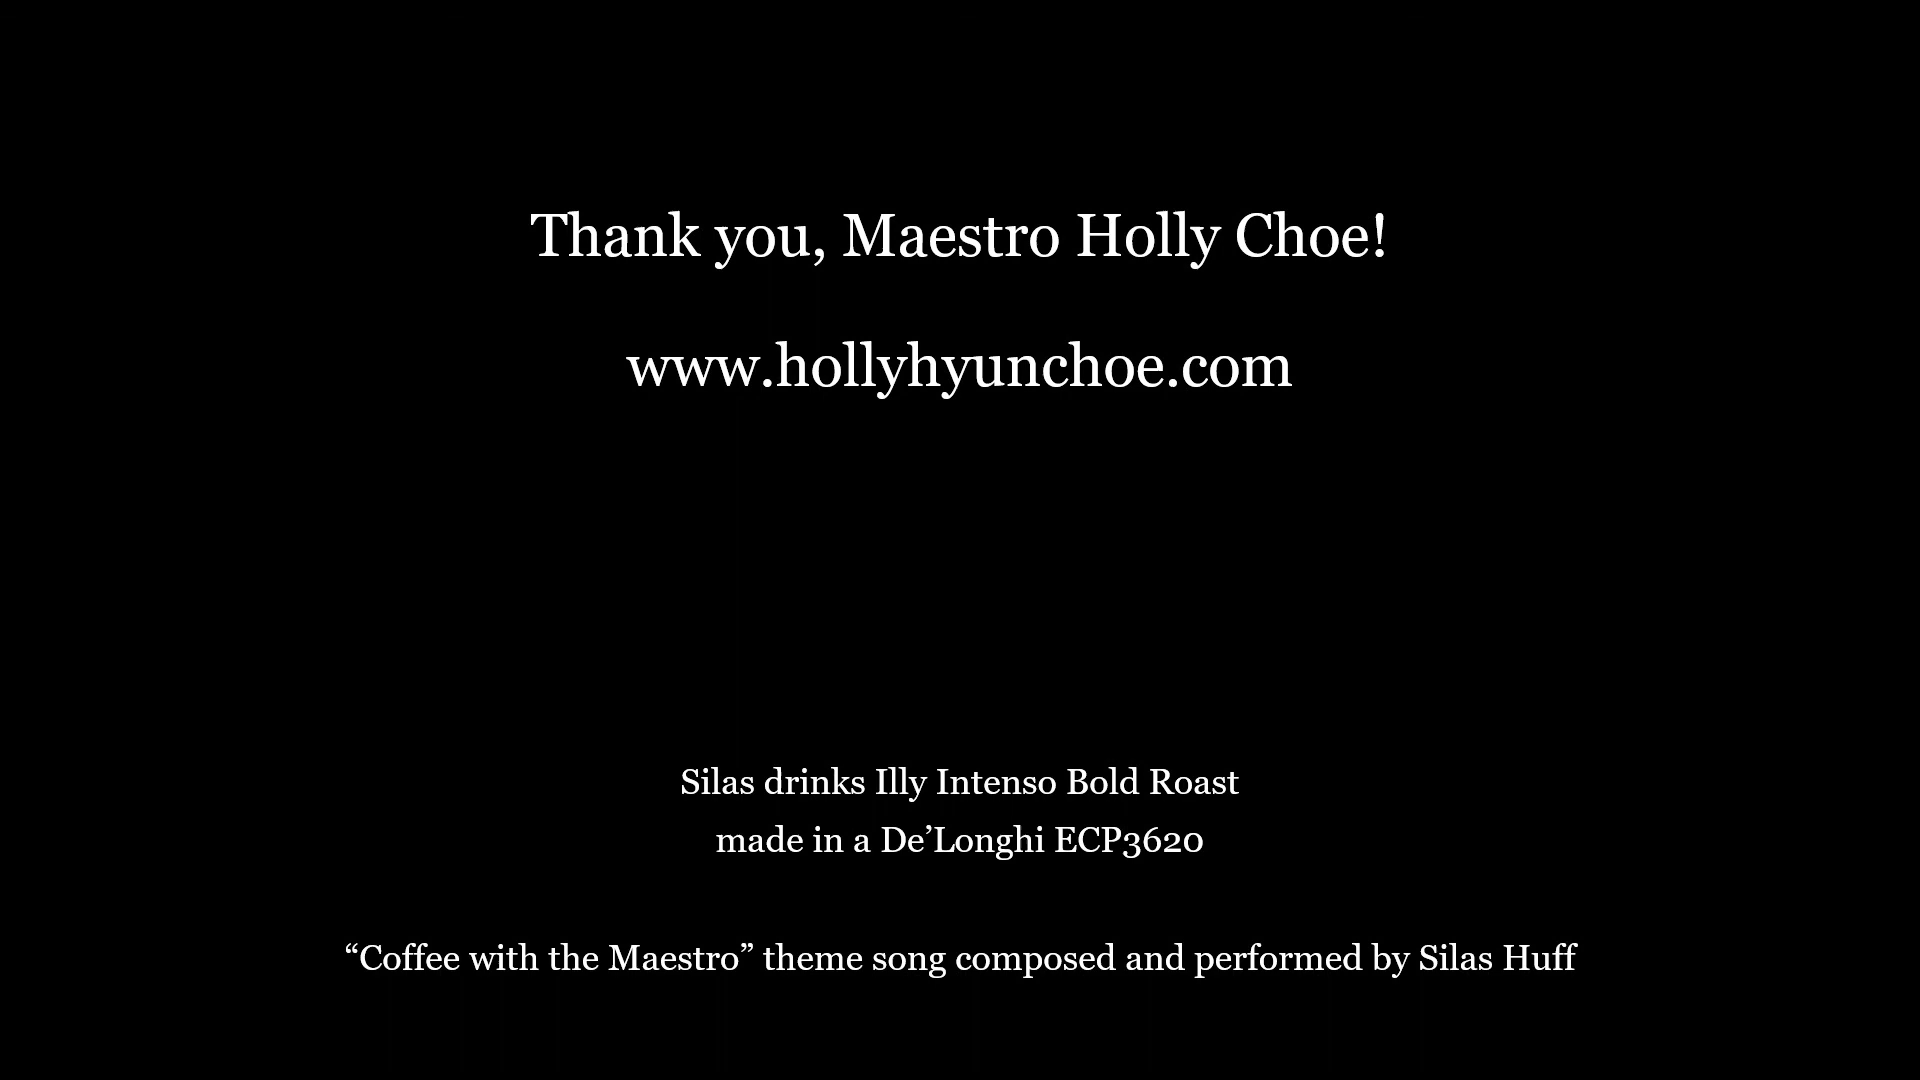 Thank you, Maestro Holly Choe!
www.hollyhyunchoe.com
Silas drinks Illy Intenso Bold Roast
made in a De’Longhi ECP3620
“Coffee with the Maestro” theme song composed and performed by Silas Huff